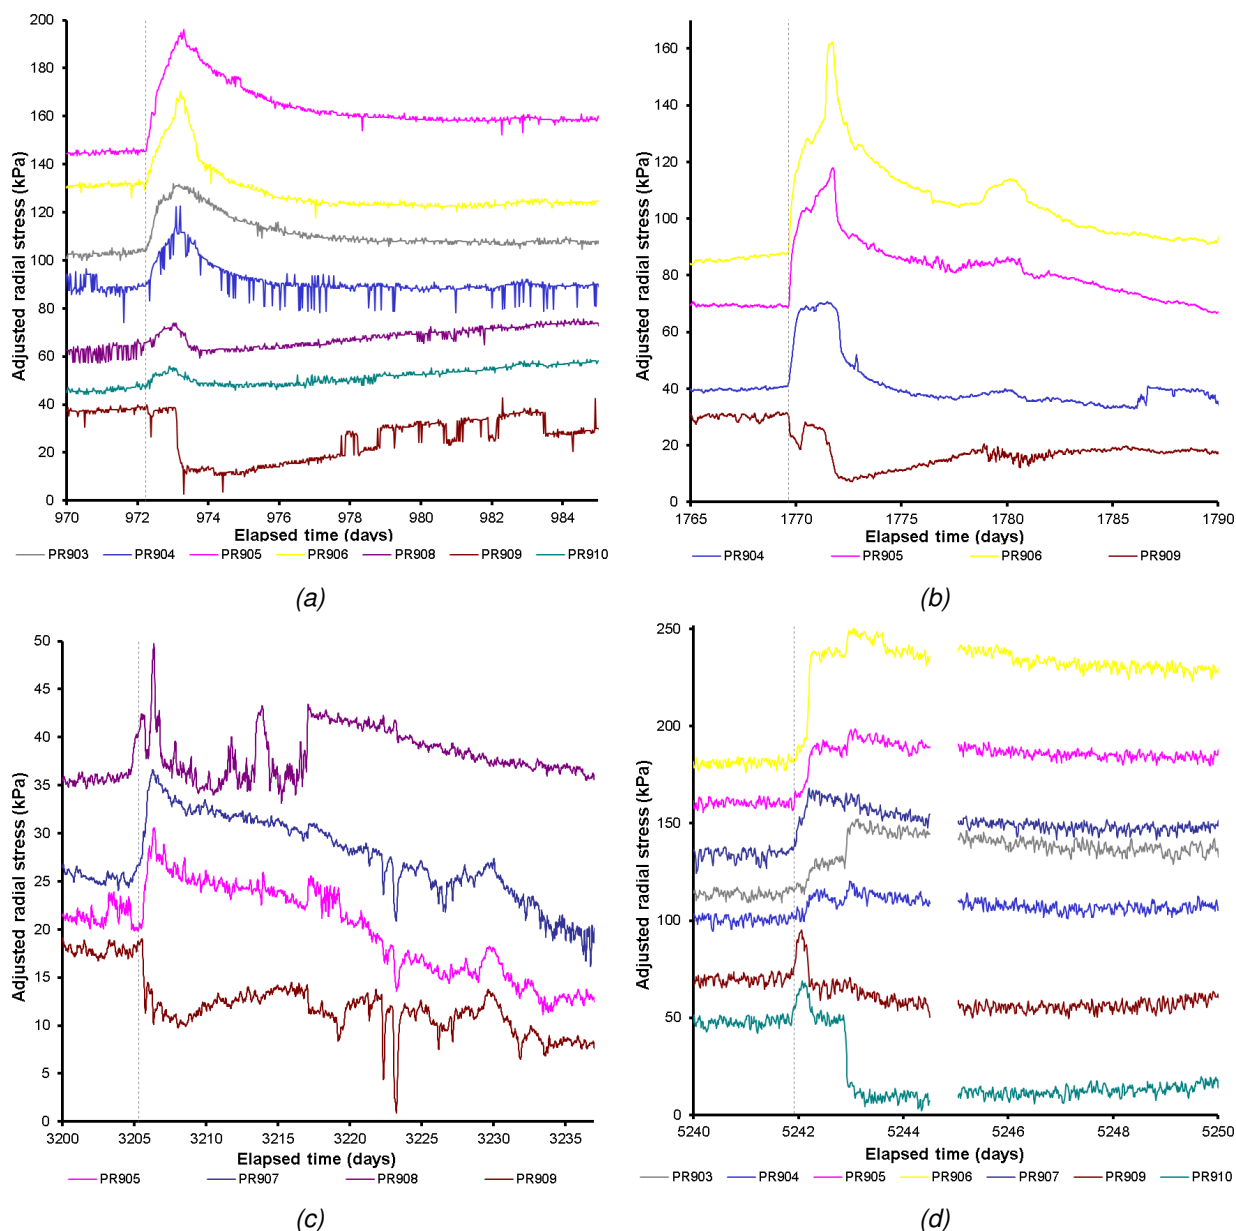 200
180
160
140
120
100
80
60
40
20
0
Adjusted radial stress (kPa)
970 972 974 976 978 980 982 984
Elapsed time (days)
PR903 PR904 PR905 PR906 PR908 PR909 PR910
(a)
160
140
120
100
80
60
40
20
0
Adjusted radial stress (kPa)
1765 1770 1775 1780 1785 1790
Elapsed time (days)
PR904 PR905 PR906 PR909
(b)
50
45
40
35
30
25
20
15
10
5
0
Adjusted radial stress (kPa)
3200 3205 3210 3215 3220 3225 3230 3235
Elapsed time (days)
PR905 PR907 PR908 PR909
(c)
250
200
150
100
50
0
Adjusted radial stress (kPa)
5240 5242 5244 5246 5248 5250
Elapsed time (days)
PR903 PR904 PR905 PR906 PR907 PR909 PR910
(d)